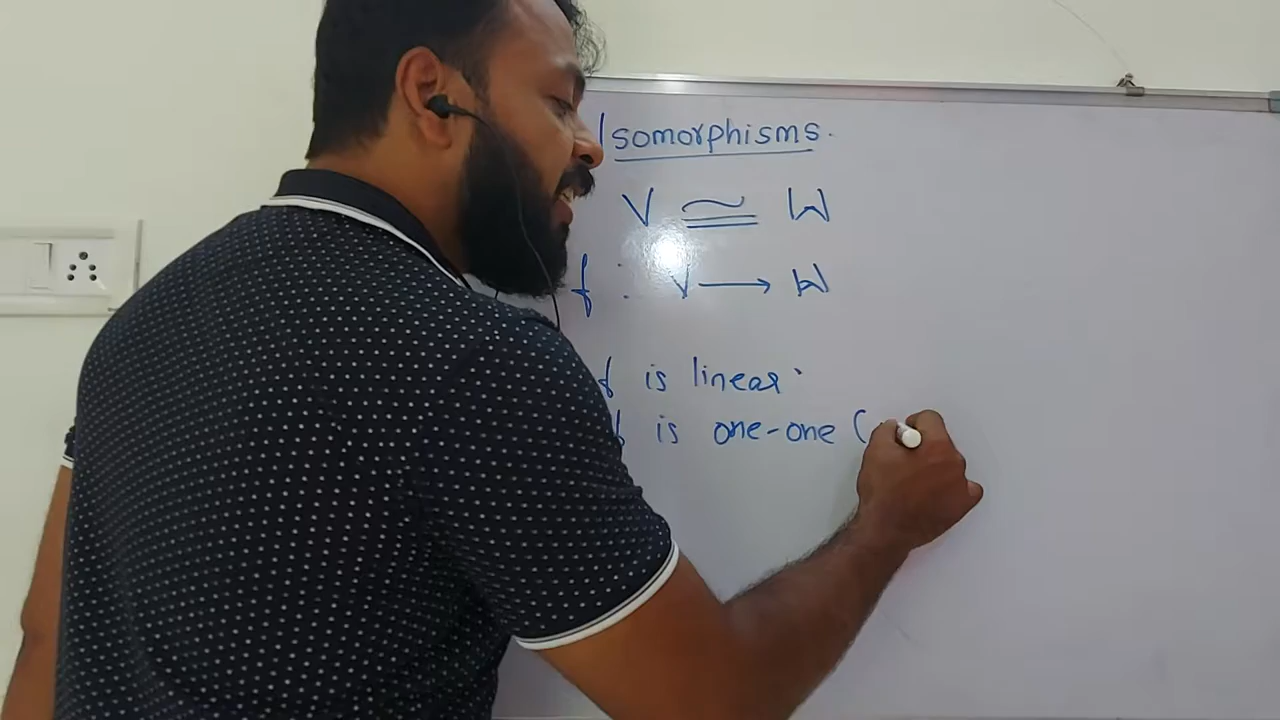 Isomorphisms.
V ≅ W
f : V → W
f is linear.
f is one-one (